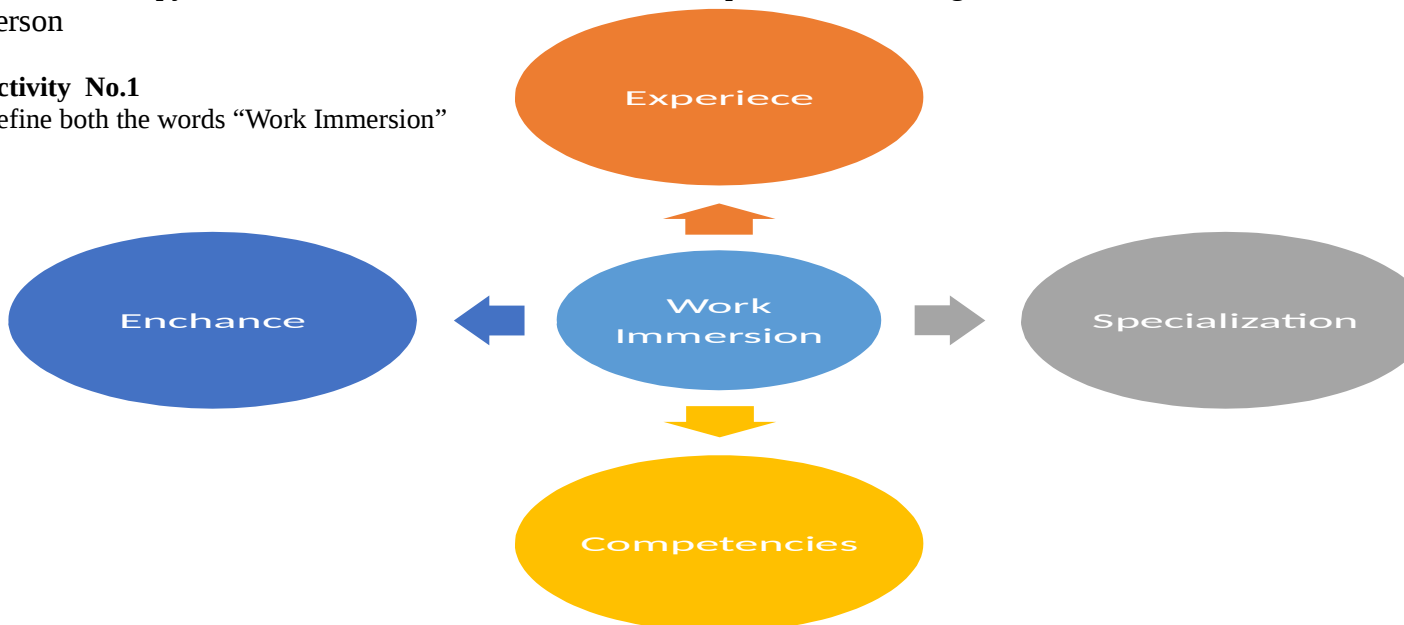 erson
ctivity No.1
efine both the words “Work Immersion”
Experiece
Enchance
Work
Immersion
Specialization
Competencies